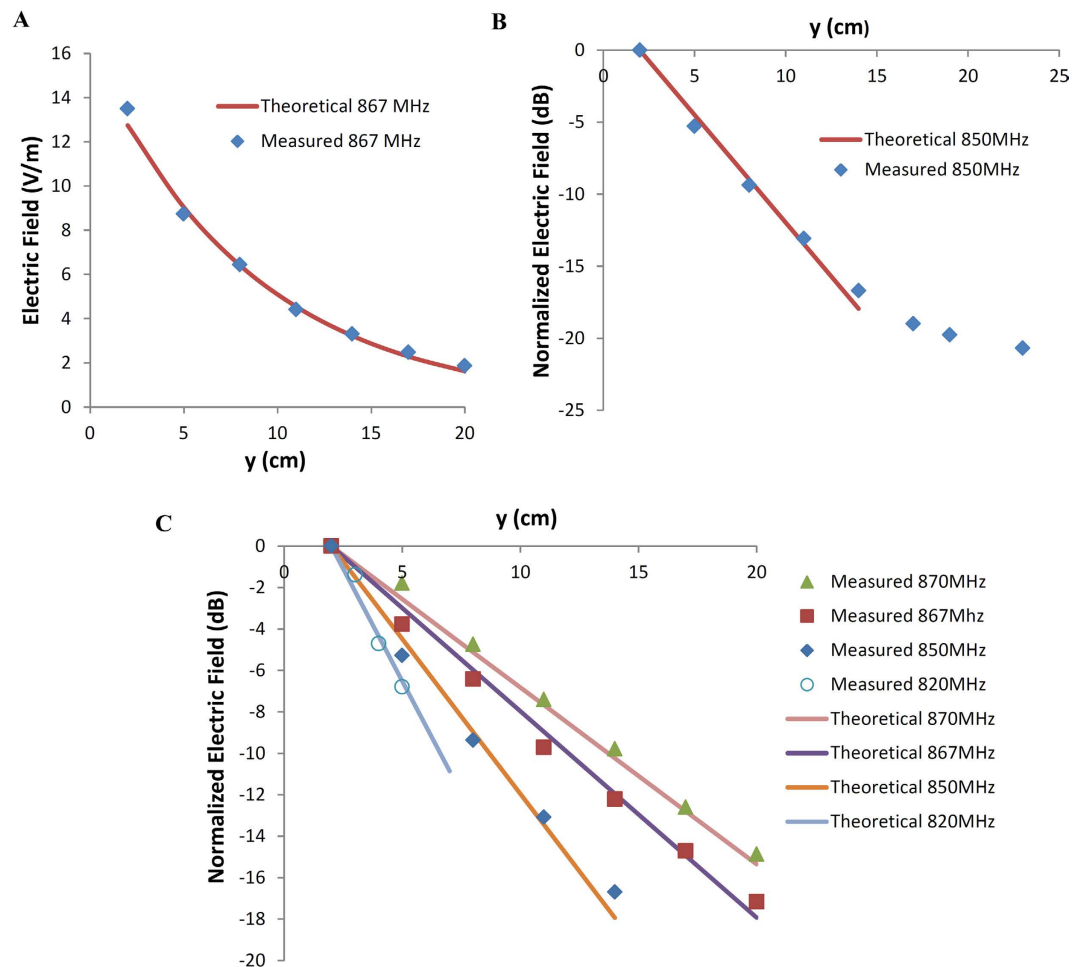 A
Electric Field (V/m)
16
14
12
10
8
6
4
2
0
0
5
10
15
20
y (cm)
Theoretical 867 MHz
Measured 867 MHz
B
y (cm)
Normalized Electric Field (dB)
0
-5
-10
-15
-20
-25
0
5
10
15
20
25
Theoretical 850MHz
Measured 850MHz
C
y (cm)
Normalized Electric Field (dB)
0
-2
-4
-6
-8
-10
-12
-14
-16
-18
-20
0
5
10
15
20
Measured 870MHz
Measured 867Mhz
Measured 850MHz
Measured 820MHz
Theoretical 870MHz
Theoretical 867MHz
Theoretical 850MHz
Theoretical 820MHz